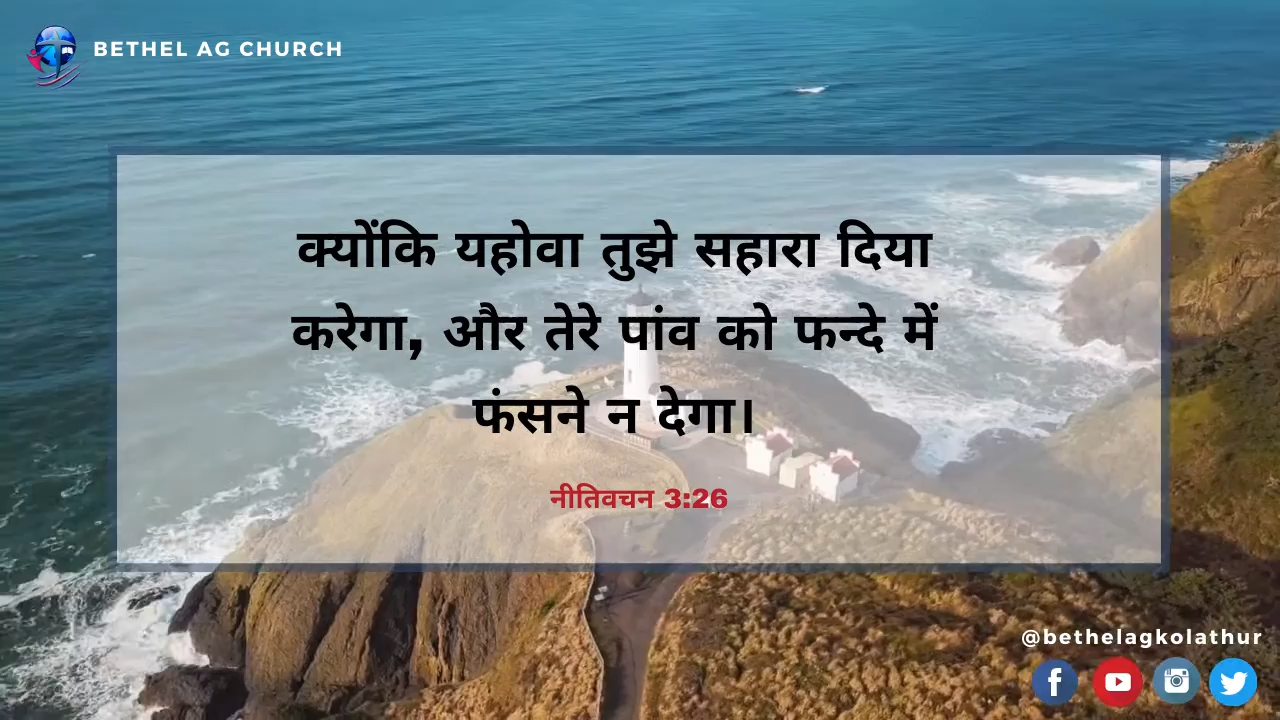 BETHEL AG CHURCH
क्योंकि यहोवा तुझे सहारा दिया
करेगा, और तेरे पांव को फन्दे में
फंसने न देगा।
नीतिवचन 3:26
@bethelagkolathur